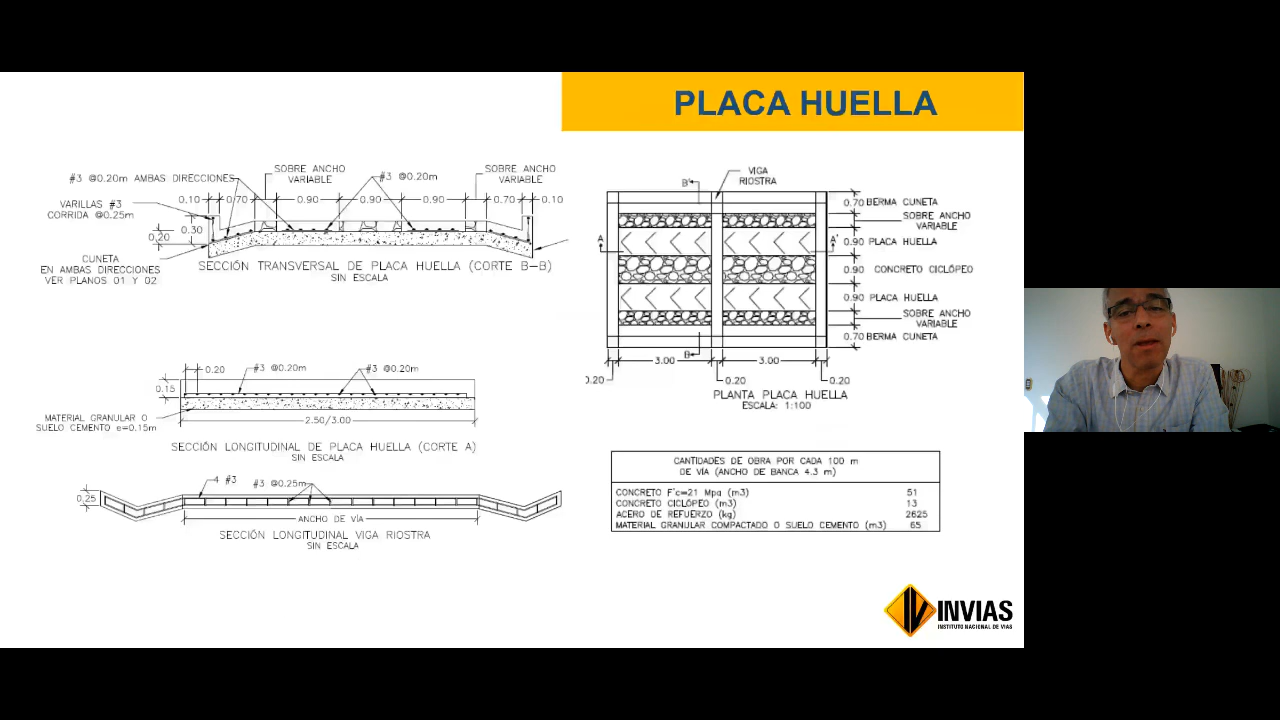 PLACA HUELLA
#3 @0.20m AMBAS DIRECCIONES
SOBRE ANCHO
VARIABLE
#3 @0.20m
SOBRE ANCHO
VARIABLE
0.10 0.70 0.90 0.90 0.90 0.70 0.10
VARILLAS #3
CORRIDA @0.25m
0.30
0.20
CUNETA
EN AMBAS DIRECCIONES
VER PLANOS 01 Y 02
SECCIÓN TRANSVERSAL DE PLACA HUELLA (CORTE B-B)
SIN ESCALA
0.20
#3 @0.20m
#3 @0.20m
0.15
MATERIAL GRANULAR O
SUELO CEMENTO e=0.15m
2.50/3.00
SECCIÓN LONGITUDINAL DE PLACA HUELLA (CORTE A)
SIN ESCALA
4 #3
#3 @0.25m
0.25
ANCHO DE VÍA
SECCIÓN LONGITUDINAL VIGA RIOSTRA
SIN ESCALA
VIGA
RIOSTRA
B'
0.70 BERMA CUNETA
SOBRE ANCHO
VARIABLE
A
A'
0.90 PLACA HUELLA
0.90 CONCRETO CICLÓPEO
0.90 PLACA HUELLA
SOBRE ANCHO
VARIABLE
0.70 BERMA CUNETA
B
3.00 3.00
0.20 0.20 0.20
PLANTA PLACA HUELLA
ESCALA: 1:100
CANTIDADES DE OBRA POR CADA 100 m
DE VÍA (ANCHO DE BANCA 4.3 m)
CONCRETO F'c=21 Mpa (m3) 51
CONCRETO CICLÓPEO (m3) 13
ACERO DE REFUERZO (kg) 2625
MATERIAL GRANULAR COMPACTADO O SUELO CEMENTO (m3) 65
INVIAS
INSTITUTO NACIONAL DE VIAS